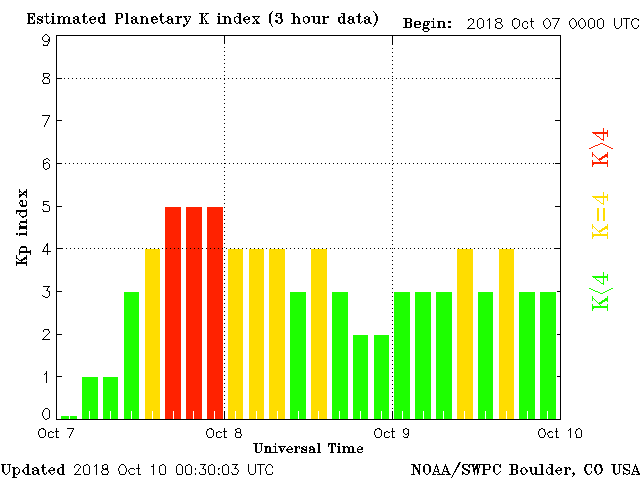 Estimated Planetary K index (3 hour data)
Begin: 2018 Oct 07 0000 UTC
9
8
7
6
5
4
3
2
1
0
Kp index
Oct 7
Oct 8
Oct 9
Oct 10
Universal Time
K>4
K=4
K<4
Updated 2018 Oct 10 00:30:03 UTC
NOAA/SWPC Boulder, CO USA